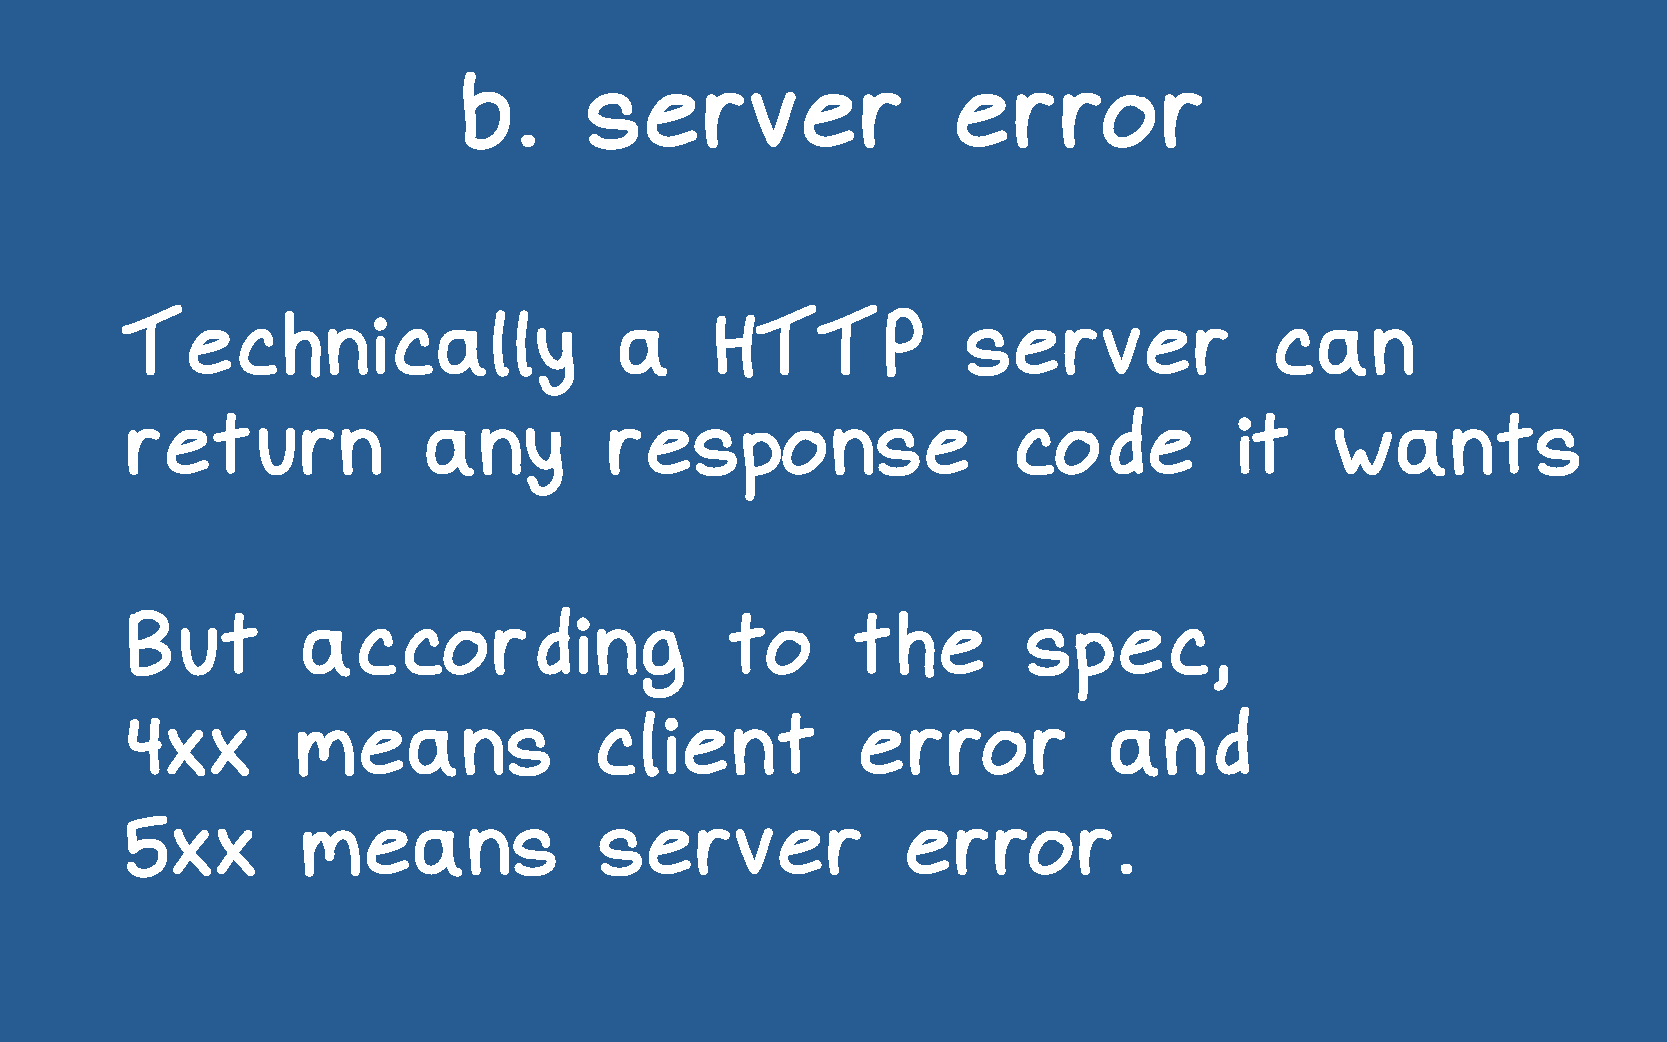 b. server error
Technically a HTTP server can
return any response code it wants
But according to the spec,
4xx means client error and
5xx means server error.